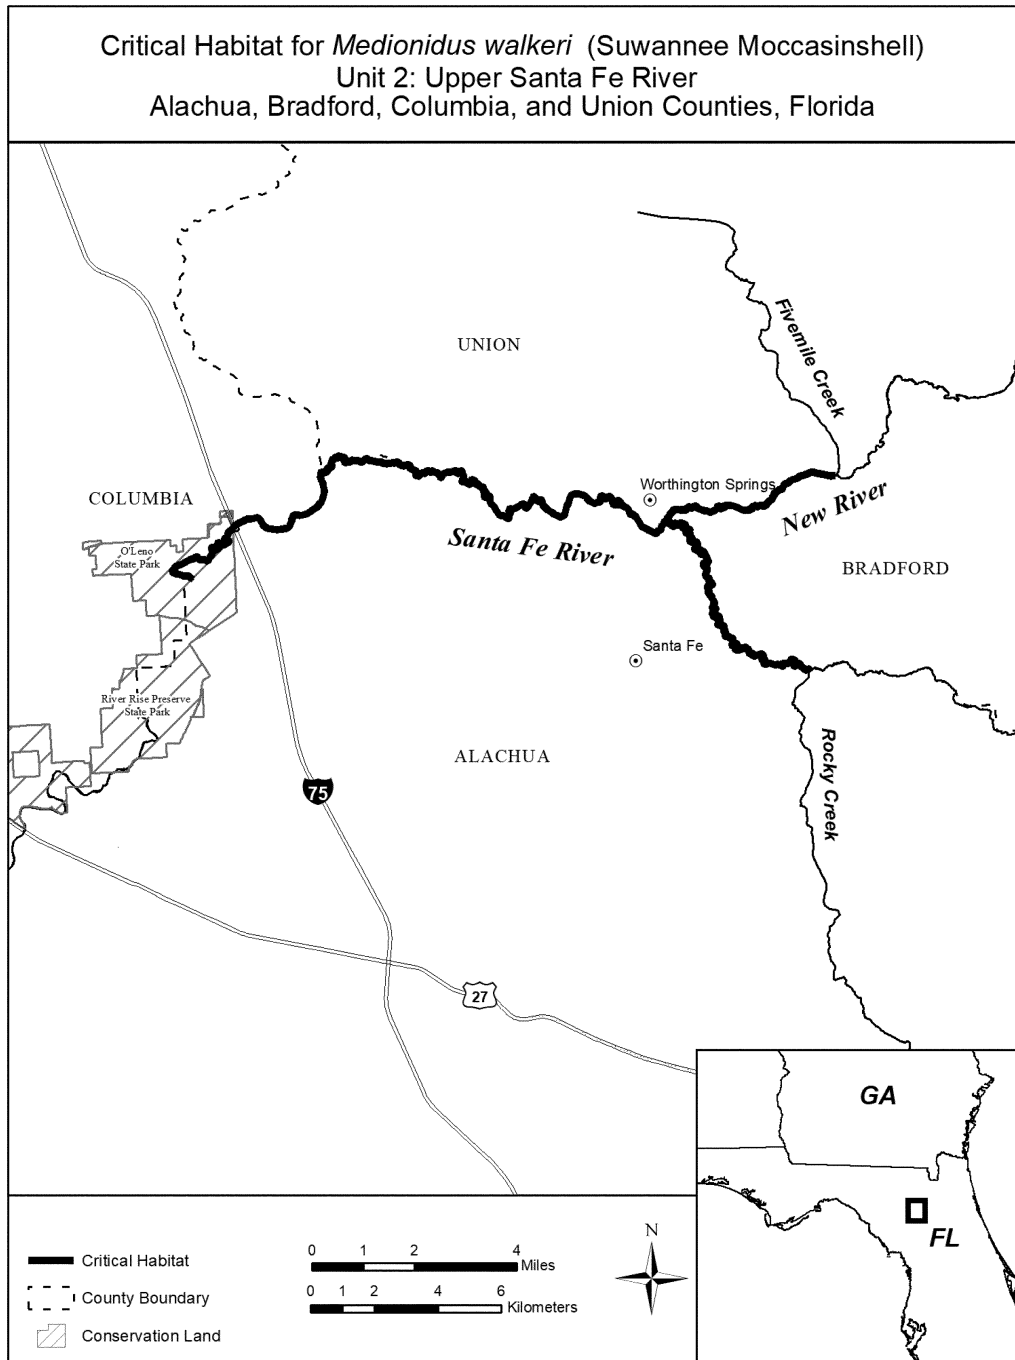 Critical Habitat for Medionidus walkeri (Suwannee Moccasinshell)
Unit 2: Upper Santa Fe River
Alachua, Bradford, Columbia, and Union Counties, Florida
Fivemile Creek
UNION
COLUMBIA
Worthington Springs
New River
Santa Fe River
O'Leno
State Park
BRADFORD
Santa Fe
River Rise Preserve
State Park
ALACHUA
Rocky Creek
75
27
GA
FL
N
Critical Habitat
County Boundary
Conservation Land
0 1 2 4
Miles
0 1 2 4 6
Kilometers